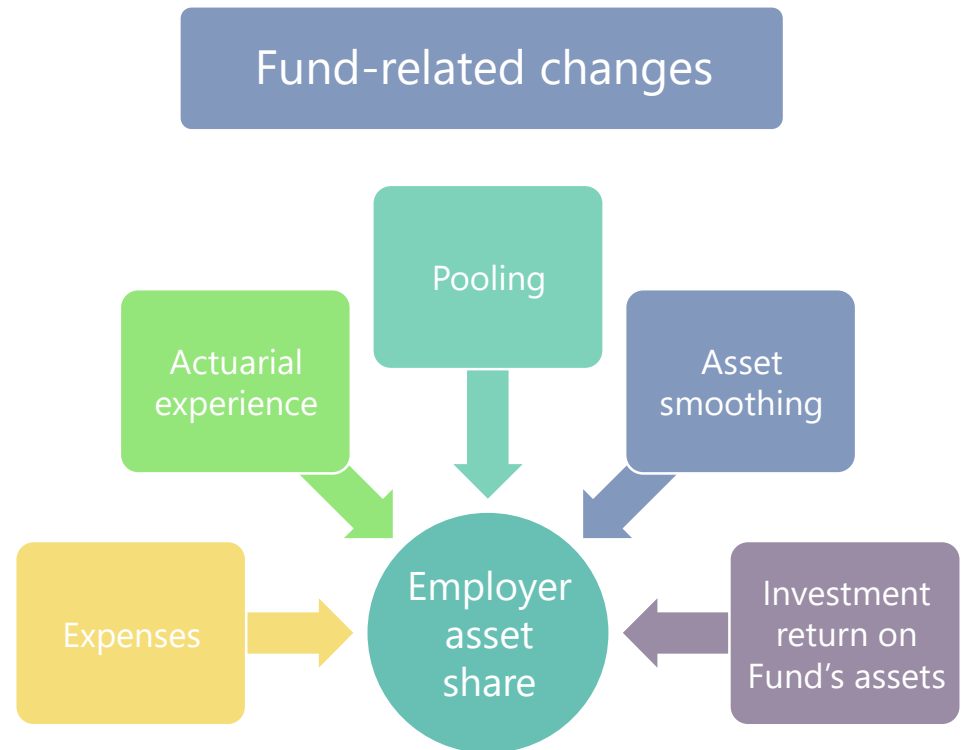 Fund-related changes
Pooling
Actuarial
experience
Asset
smoothing
Expenses
Employer
asset
share
Investment
return on
Fund’s assets